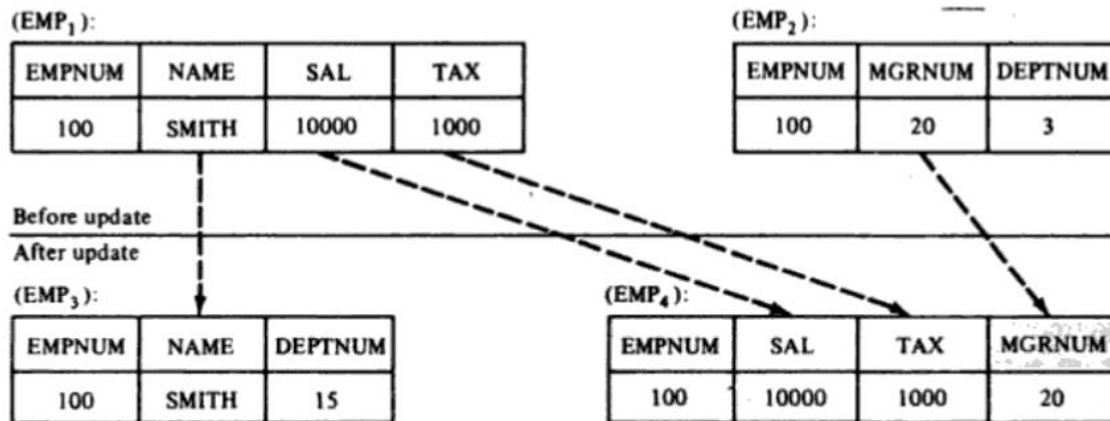 (EMP1): (EMP2):
EMPNUM NAME SAL TAX EMPNUM MGRNUM DEPTNUM
100 SMITH 10000 1000 100 20 3
Before update
After update
(EMP3): (EMP4):
EMPNUM NAME DEPTNUM EMPNUM SAL TAX MGRNUM
100 SMITH 15 100 10000 1000 20